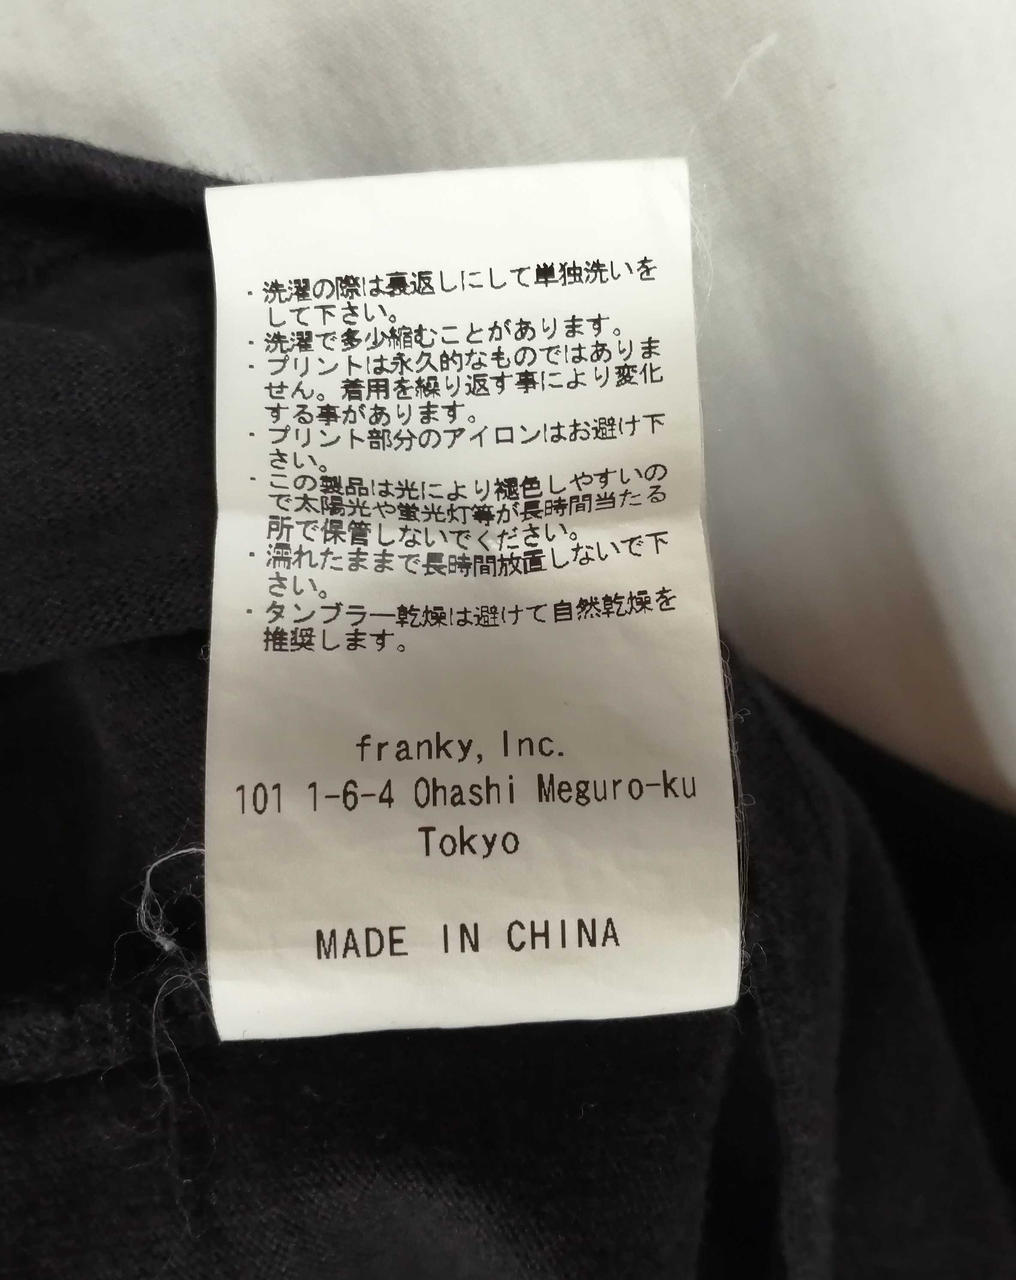 ・洗濯の際は裏返しにして単独洗いを
して下さい。
・洗濯で多少縮むことがあります。
・プリントは永久的なものではありま
せん。着用を繰り返す事により変化
する事があります。
・プリント部分のアイロンはお避け下
さい。
・この製品は光により褪色しやすいの
で太陽光や蛍光灯等が長時間当たる
所で保管しないでください。
・濡れたままで長時間放置しないで下
さい。
・タンブラー乾燥は避けて自然乾燥を
推奨します。
franky, Inc.
101 1-6-4 Ohashi Meguro-ku
Tokyo
MADE IN CHINA